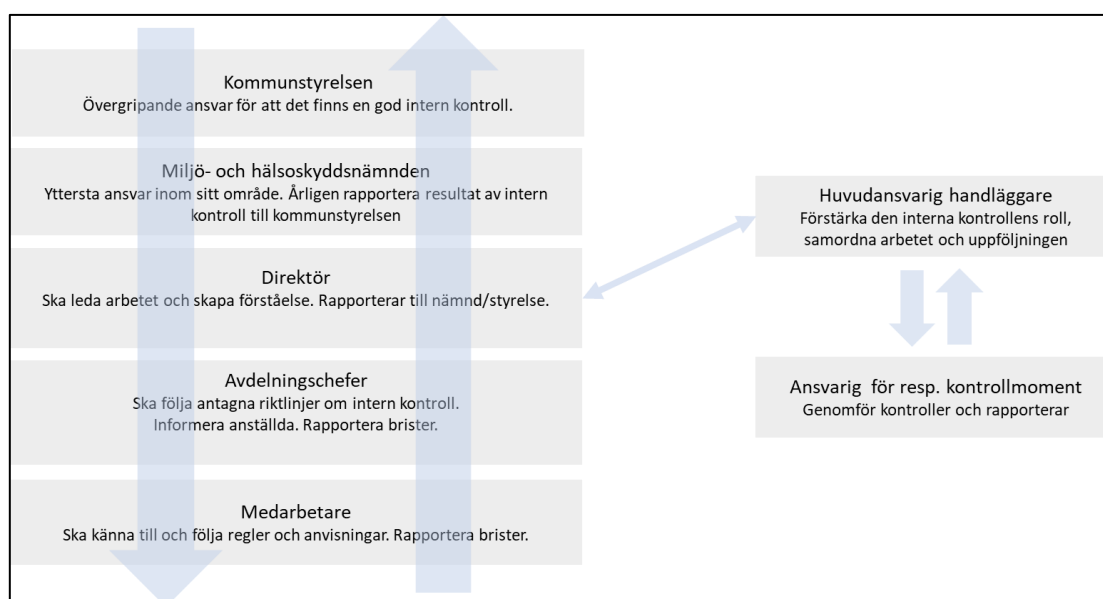 Kommunstyrelsen
Övergripande ansvar för att det finns en god intern kontroll.
Miljö- och hälsoskyddsnämnden
Yttersta ansvar inom sitt område. Årligen rapportera resultat av intern
kontroll till kommunstyrelsen
Direktör
Ska leda arbetet och skapa förståelse. Rapporterar till nämnd/styrelse.
Avdelningschefer
Ska följa antagna riktlinjer om intern kontroll.
Informera anställda. Rapportera brister.
Medarbetare
Ska känna till och följa regler och anvisningar. Rapportera brister.
Huvudansvarig handläggare
Förstärka den interna kontrollens roll,
samordna arbetet och uppföljningen
Ansvarig för resp. kontrollmoment
Genomför kontroller och rapporterar